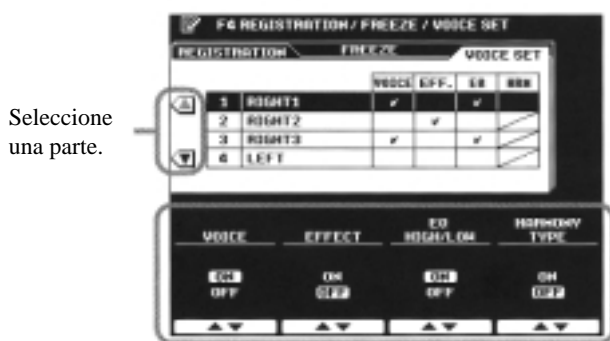 F4 REGISTRATION / FREEZE / VOICE SET
REGISTRATION FREEZE VOICE SET
VOICE EFF. EQ HRM
1 RIGHT1
2 RIGHT2
3 RIGHT3
4 LEFT
Seleccione
una parte.
VOICE EFFECT EQ HIGH/LOW HARMONY TYPE
ON ON ON ON
OFF OFF OFF OFF